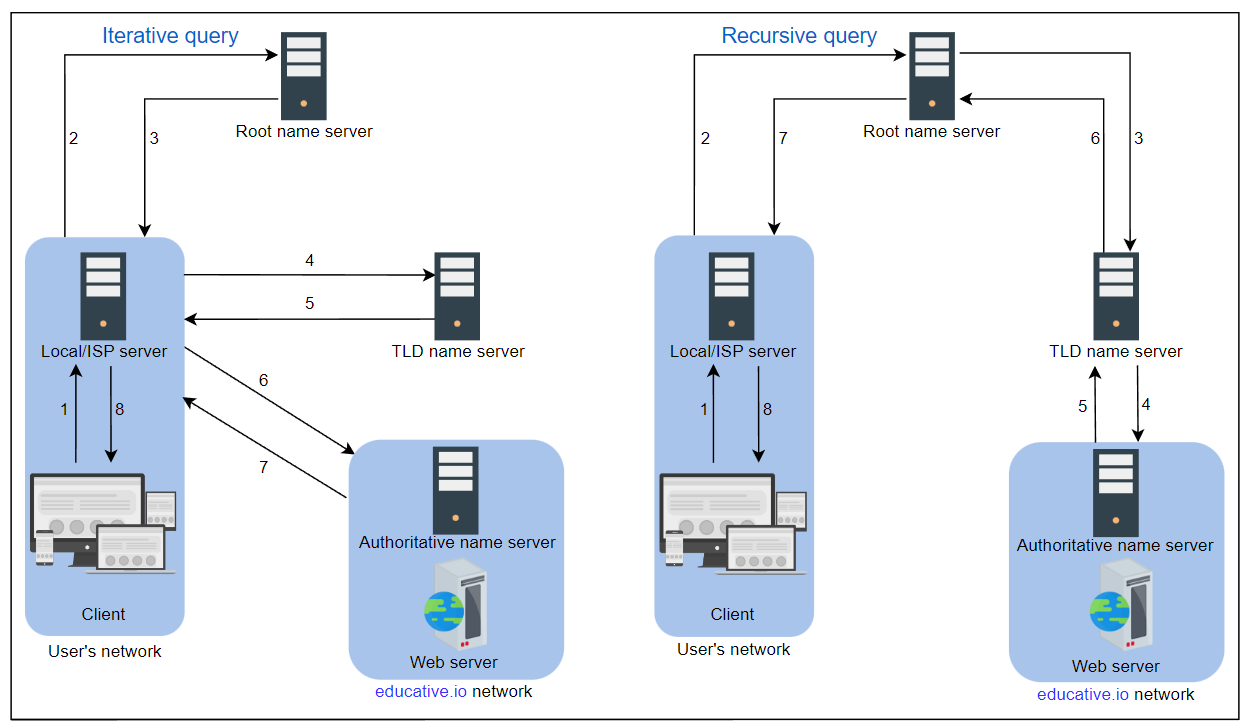 Iterative query
Root name server
2
3
Local/ISP server
4
5
TLD name server
1
8
6
7
Authoritative name server
Client
Web server
User's network
educative.io network
Recursive query
Root name server
2
7
6
3
Local/ISP server
TLD name server
1
8
5
4
Authoritative name server
Client
Web server
User's network
educative.io network